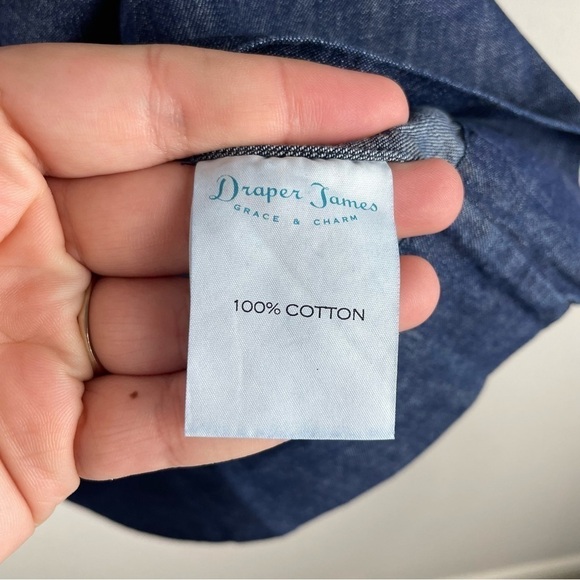 Draper James
GRACE & CHARM
100% COTTON